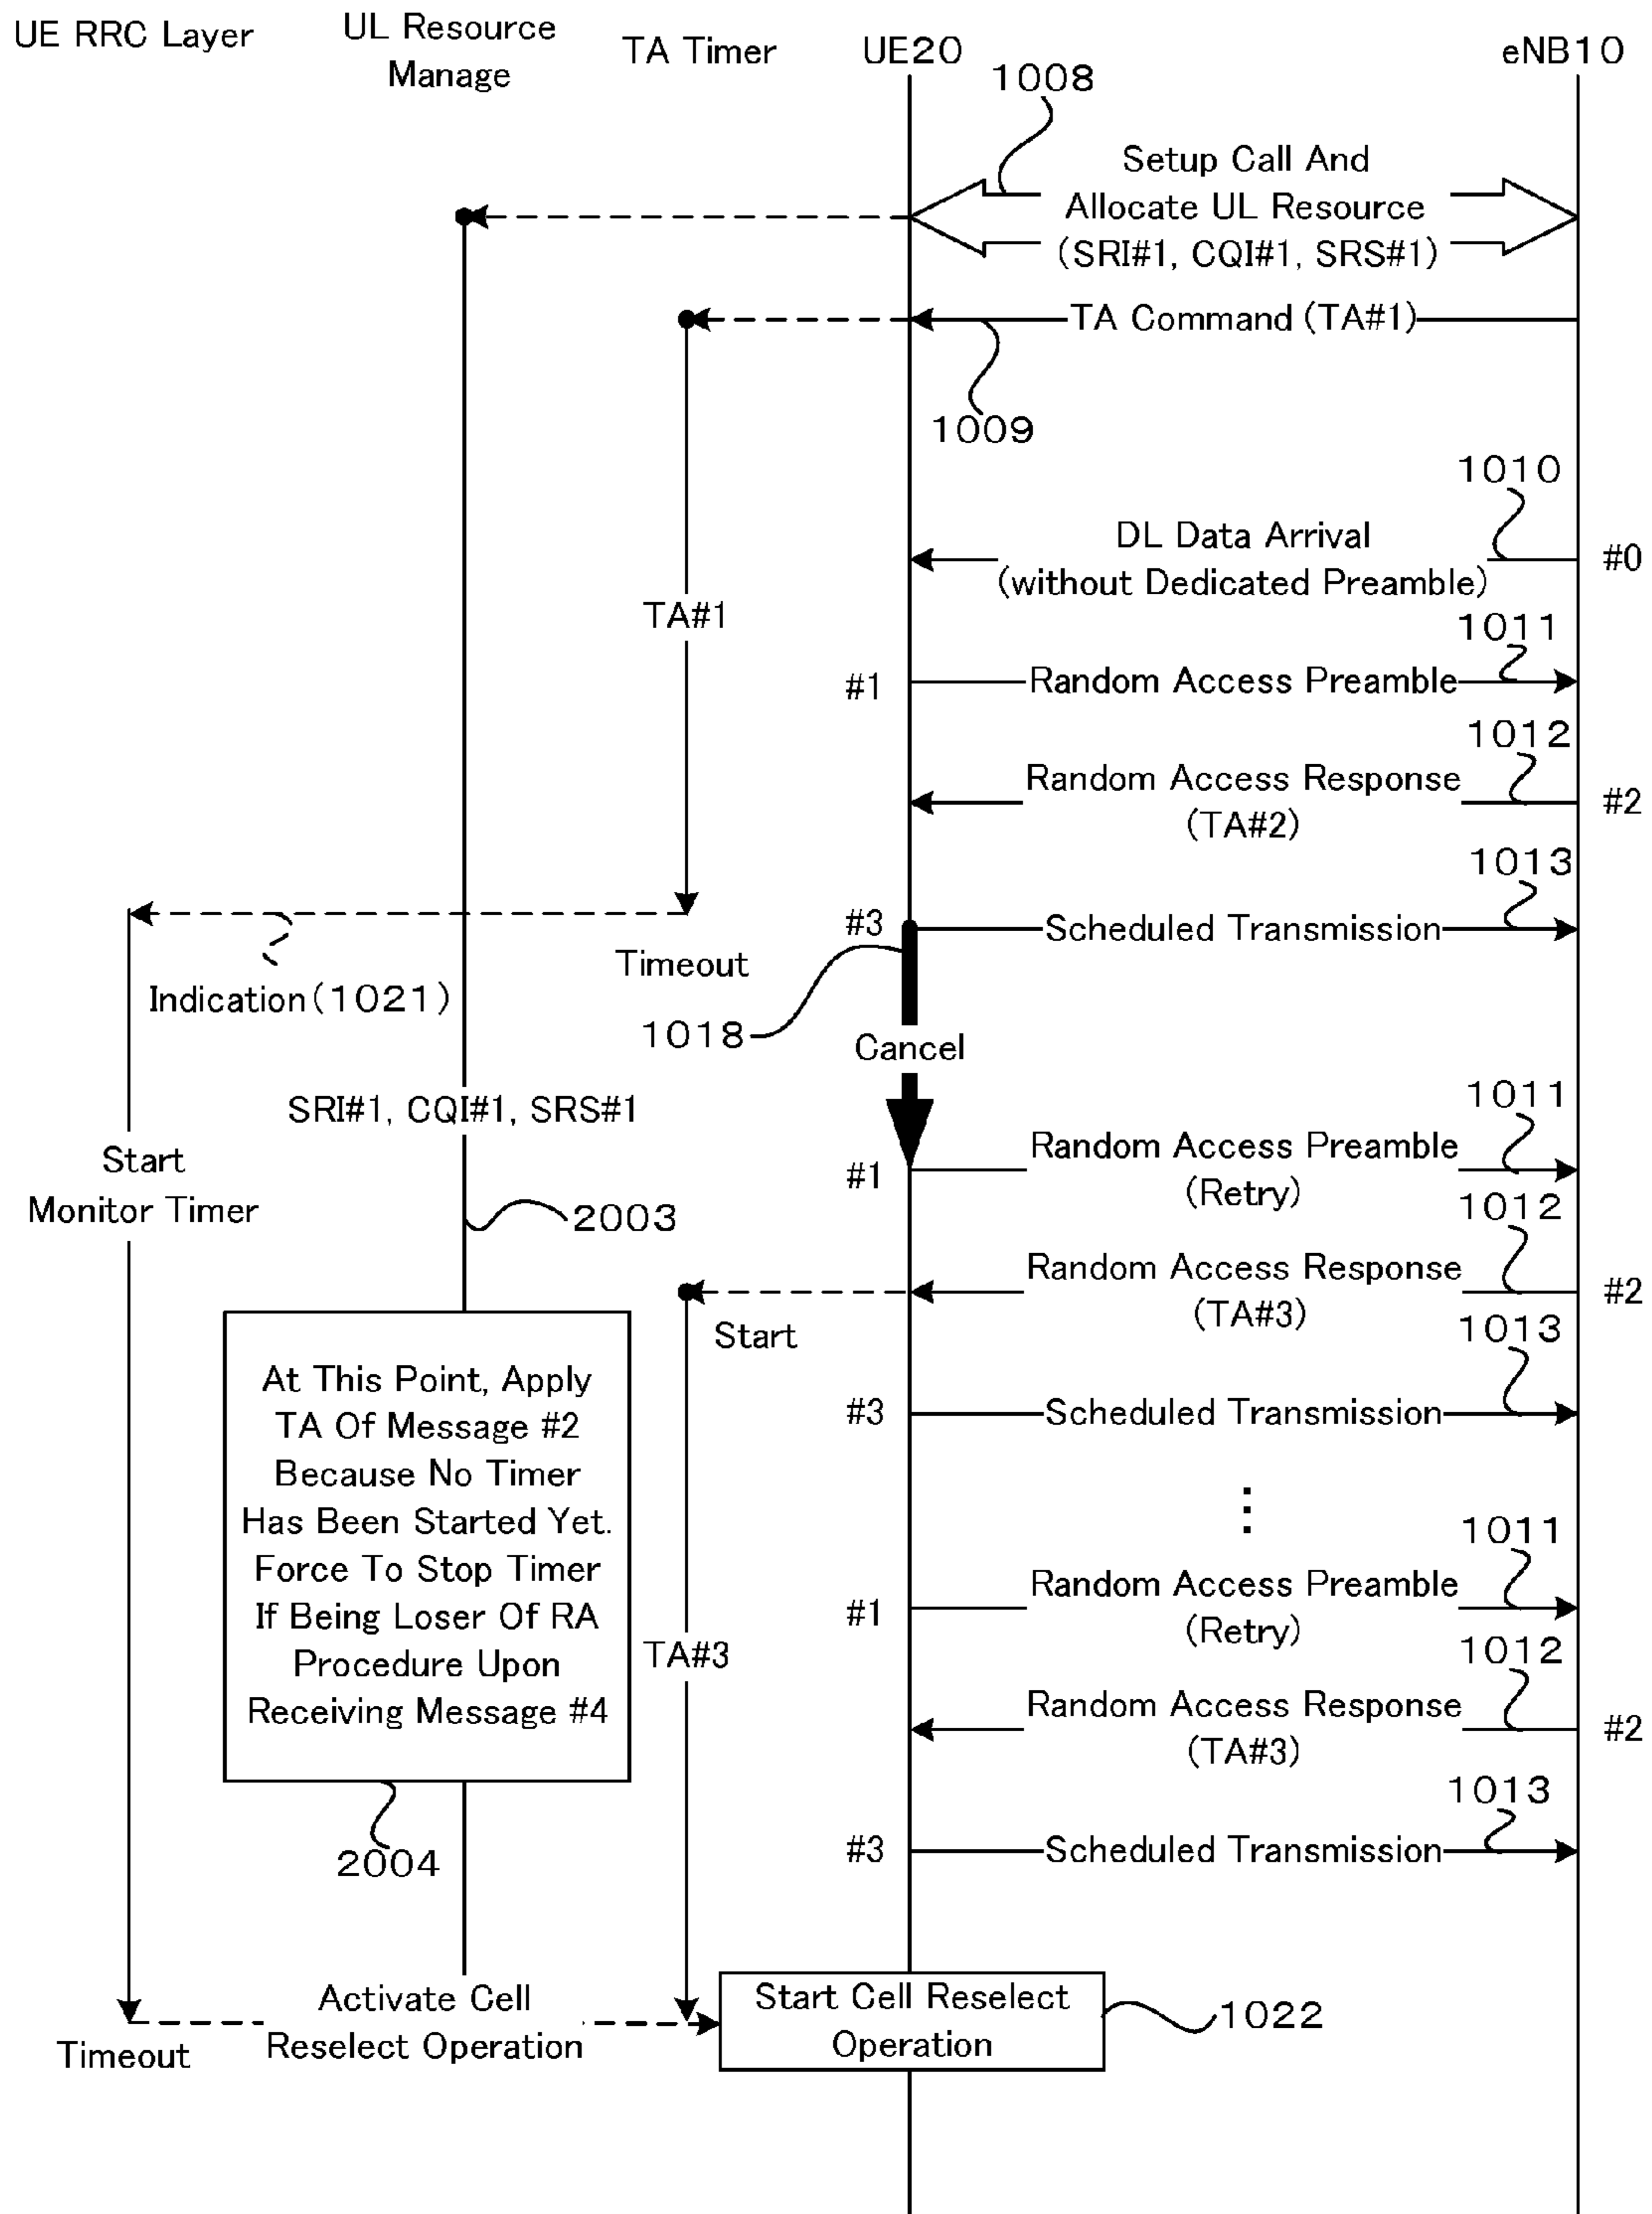 UE RRC Layer
UL Resource
Manage
TA Timer
UE20
eNB10
1008
Setup Call And
Allocate UL Resource
(SRI#1, CQI#1, SRS#1)
TA Command (TA#1)
1009
1010
DL Data Arrival
(without Dedicated Preamble)
#0
TA#1
1011
#1
Random Access Preamble
1012
Random Access Response
(TA#2)
#2
1013
#3
Scheduled Transmission
Timeout
Indication(1021)
1018
Cancel
SRI#1, CQI#1, SRS#1
1011
Start
Monitor Timer
#1
Random Access Preamble
(Retry)
2003
1012
Random Access Response
(TA#3)
#2
Start
1013
#3
Scheduled Transmission
At This Point, Apply
TA Of Message #2
Because No Timer
Has Been Started Yet.
Force To Stop Timer
If Being Loser Of RA
Procedure Upon
Receiving Message #4
⋮
1011
#1
Random Access Preamble
(Retry)
TA#3
1012
Random Access Response
(TA#3)
#2
1013
2004
#3
Scheduled Transmission
Timeout
Activate Cell
Reselect Operation
Start Cell Reselect
Operation
1022